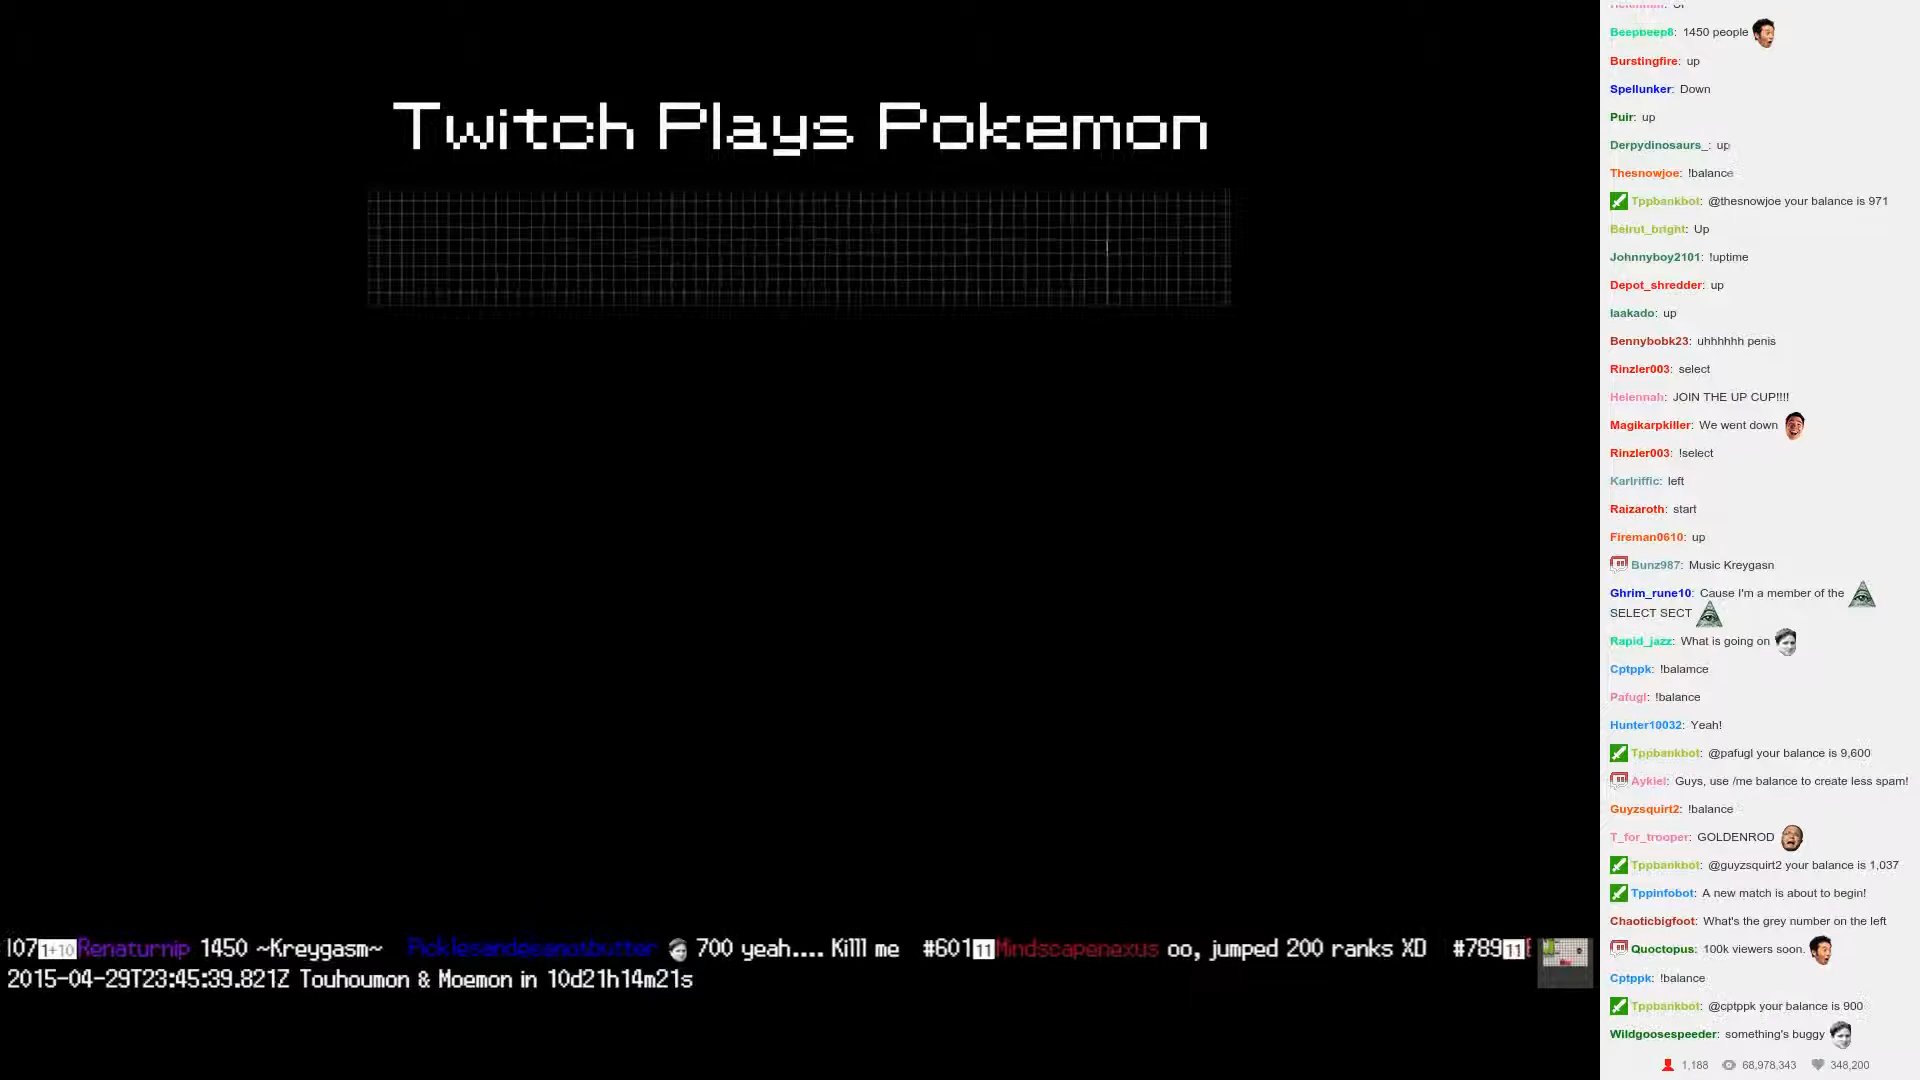 Twitch Plays Pokemon
107 1+10 Renaturnip 1450 ~Kreygasm~ Picklesandesanotbutter 700 yeah.... Killl me #601 11 Mindscapenexus oo, jumped 200 ranks XD #789 11
2015-04-29T23:45:39.821Z Touhoumon & Moemon in 10d21h14m21s
Beepbeep8: 1450 people
Burstingfire: up
Spellunker: Down
Puir: up
Derpydinosaurs_: up
Thesnowjoe: !balance
Tppbankbot: @thesnowjoe your balance is 971
Beirut_bright: Up
Johnnyboy2101: !uptime
Depot_shredder: up
Iaakado: up
Bennybobk23: uhhhhhh penis
Rinzler003: select
Helennah: JOIN THE UP CUP!!!!
Magikarpkiller: We went down
Rinzler003: !select
Karlriffic: left
Raizaroth: start
Fireman0610: up
Bunz987: Music Kreygasn
Ghrim_rune10: Cause I'm a member of the
SELECT SECT
Rapid_jazz: What is going on
Cptppk: !balamce
Pafugl: !balance
Hunter10032: Yeah!
Tppbankbot: @pafugl your balance is 9,600
Aykiel: Guys, use /me balance to create less spam!
Guyzsquirt2: !balance
T_for_trooper: GOLDENROD
Tppbankbot: @guyzsquirt2 your balance is 1,037
Tppinfobot: A new match is about to begin!
Chaoticbigfoot: What's the grey number on the left
Quoctopus: 100k viewers soon.
Cptppk: !balance
Tppbankbot: @cptppk your balance is 900
Wildgoosespeeder: something's buggy
1,188 68,978,343 348,200